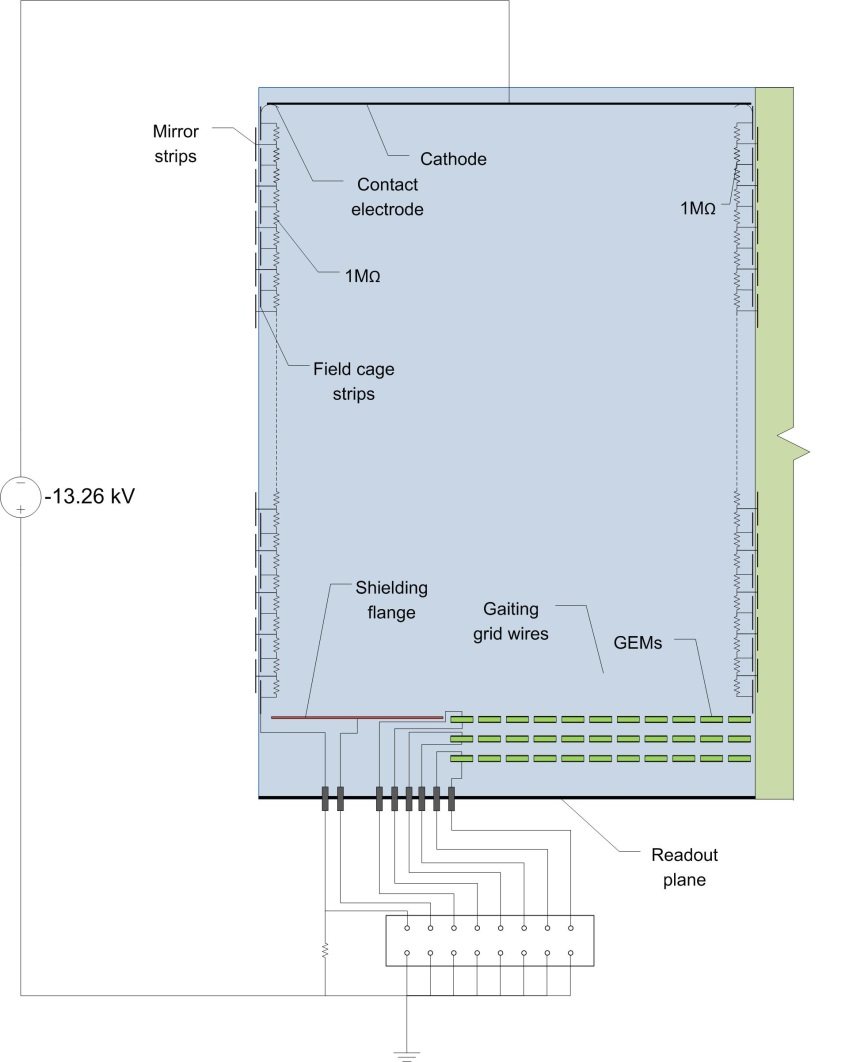 Mirror
strips
Cathode
Contact
electrode
1MΩ
1MΩ
Field cage
strips
-13.26 kV
Shielding
flange
Gaiting
grid wires
GEMs
Readout
plane